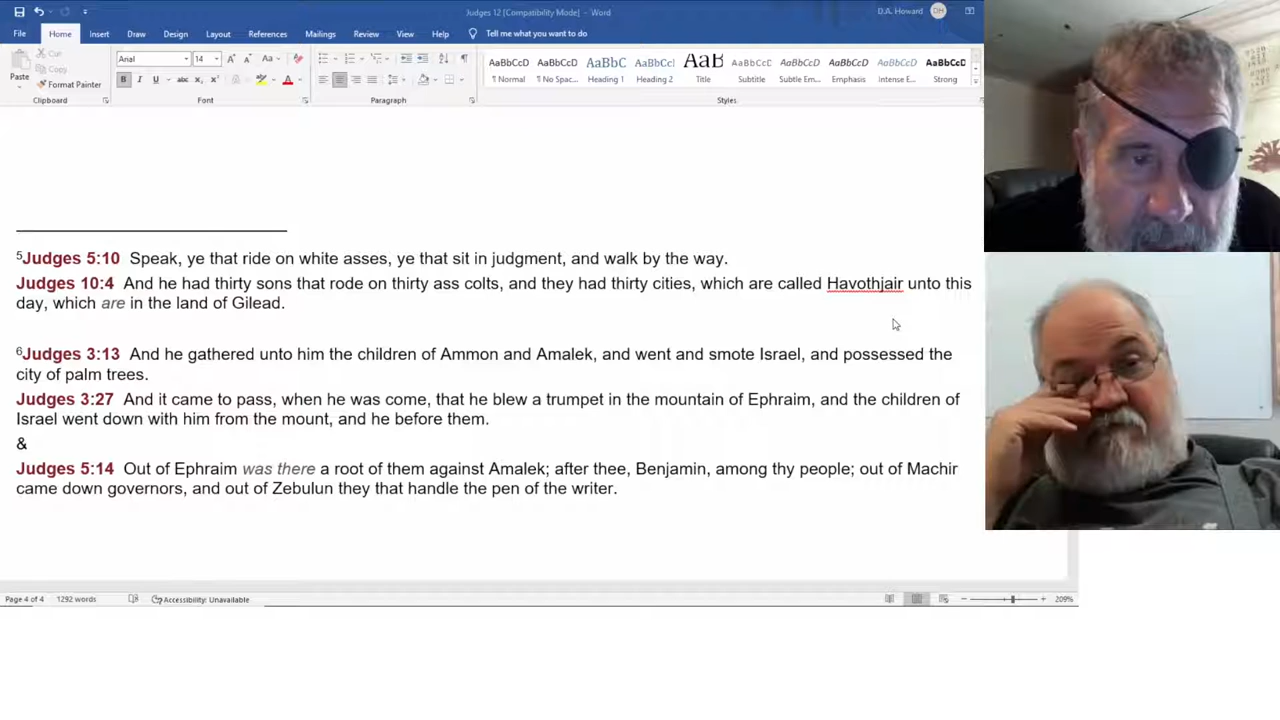 Judges 12 [Compatibility Mode] - Word
D.A. Howard DH
File Home Insert Draw Design Layout References Mailings Review View Help Tell me what you want to do
Paste Cut Copy Format Painter
Arial 14 A A Aa
B I U abc X₂ X² A
AaBbCcD AaBbCcD AaBbC AaBbCcI AaB AaBbCcD AaBbCcD AaBbCcD AaBbCcD AaBbCcD
¶ Normal ¶ No Spac... Heading 1 Heading 2 Title Subtitle Subtle Em... Emphasis Intense E... Strong
Clipboard Font Paragraph Styles
⁵Judges 5:10 Speak, ye that ride on white asses, ye that sit in judgment, and walk by the way.
Judges 10:4 And he had thirty sons that rode on thirty ass colts, and they had thirty cities, which are called Havothjair unto this
day, which are in the land of Gilead.
⁶Judges 3:13 And he gathered unto him the children of Ammon and Amalek, and went and smote Israel, and possessed the
city of palm trees.
Judges 3:27 And it came to pass, when he was come, that he blew a trumpet in the mountain of Ephraim, and the children of
Israel went down with him from the mount, and he before them.
&
Judges 5:14 Out of Ephraim was there a root of them against Amalek; after thee, Benjamin, among thy people; out of Machir
came down governors, and out of Zebulun they that handle the pen of the writer.
Page 4 of 4 1292 words Accessibility: Unavailable 209%